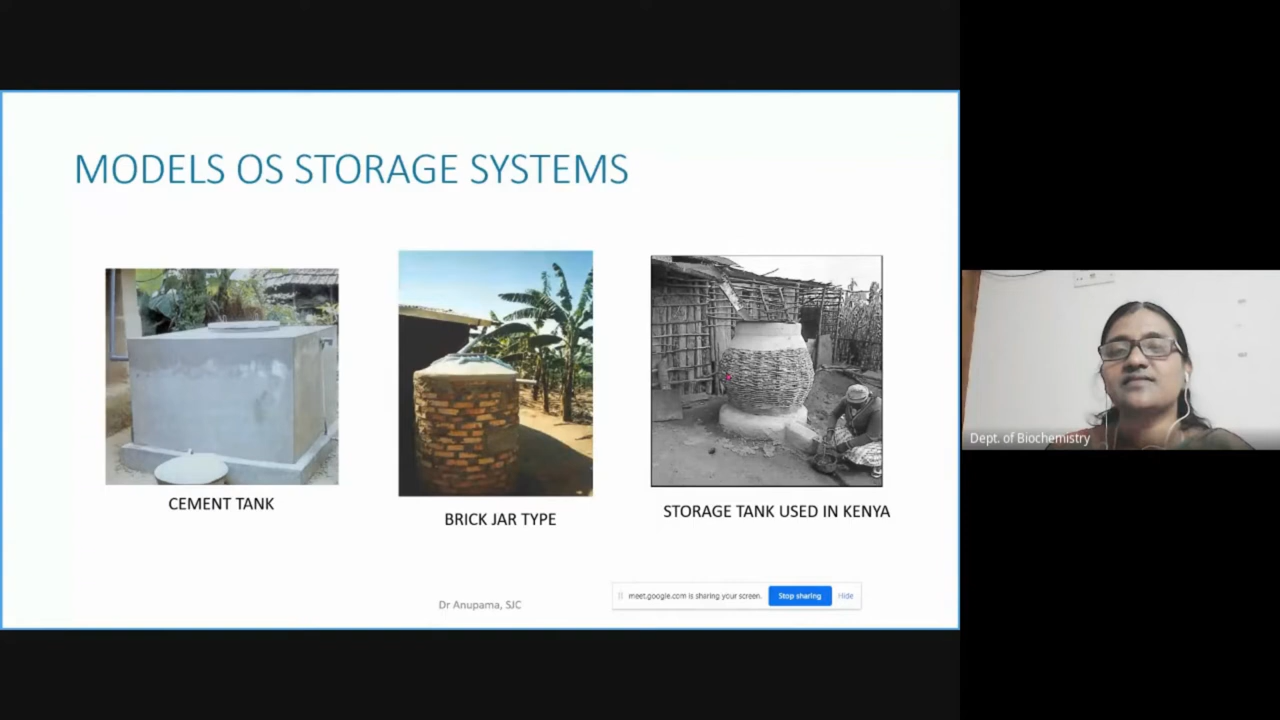 MODELS OS STORAGE SYSTEMS
CEMENT TANK
BRICK JAR TYPE
STORAGE TANK USED IN KENYA
Dr Anupama, SJC
meet.google.com is sharing your screen.
Stop sharing
Hide
Dept. of Biochemistry